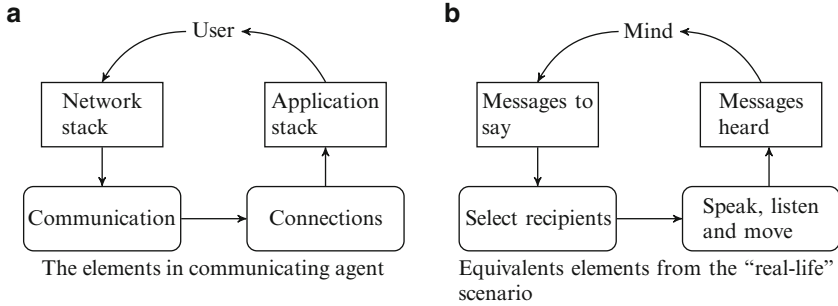 a
User
Network
stack
Application
stack
Communication
Connections
The elements in communicating agent
b
Mind
Messages to
say
Messages
heard
Select recipients
Speak, listen
and move
Equivalents elements from the “real-life”
scenario